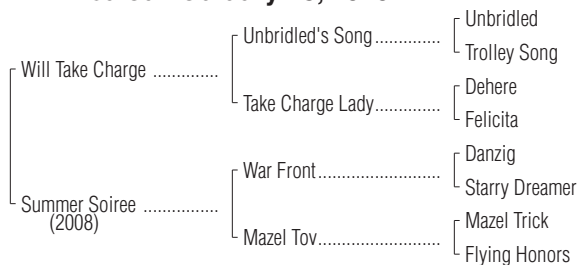 Unbridled
Unbridled's Song..............
Trolley Song
Will Take Charge ..............
Dehere
Take Charge Lady..............
Felicita
Danzig
War Front..........................
Starry Dreamer
Summer Soiree ................
(2008)
Mazel Trick
Mazel Tov..........................
Flying Honors